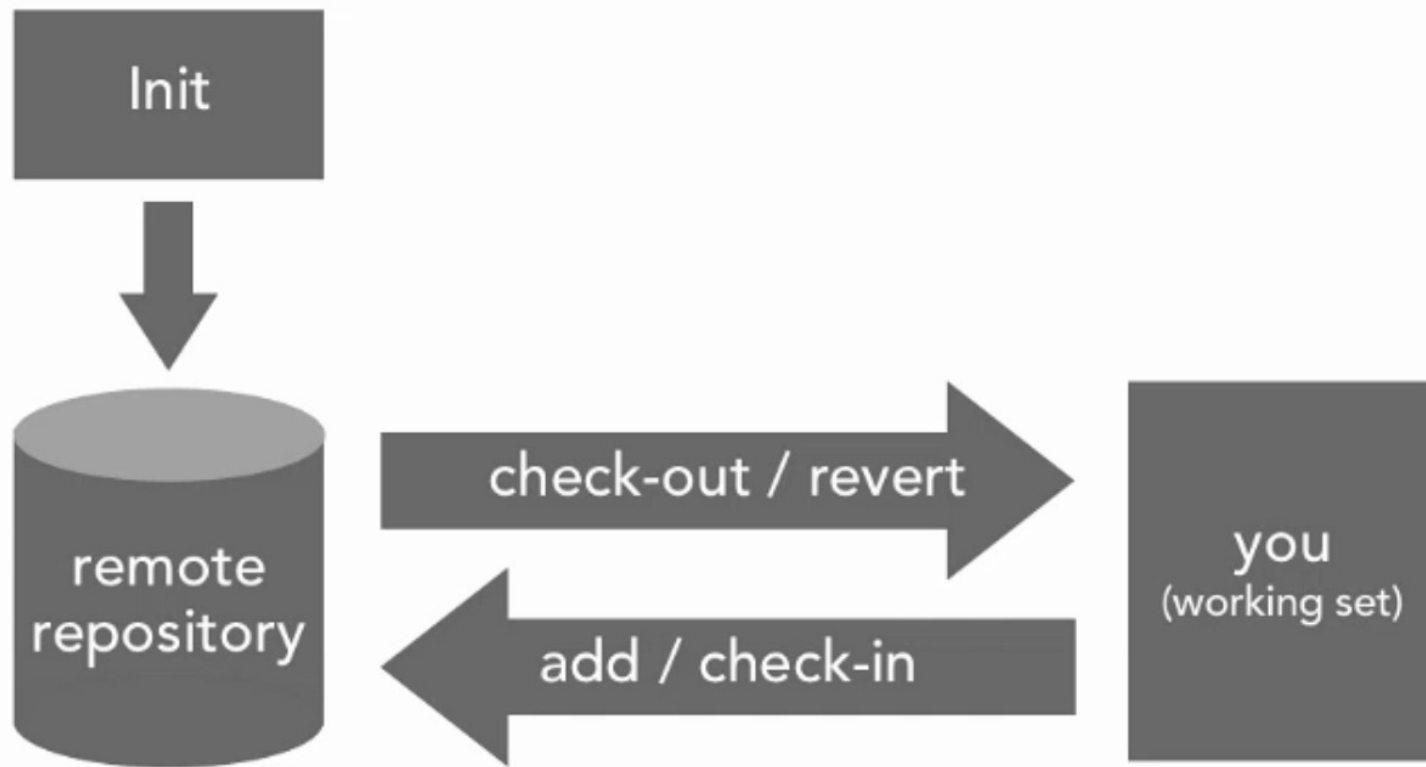 Init
check-out / revert
remote
repository
add / check-in
you
(working set)